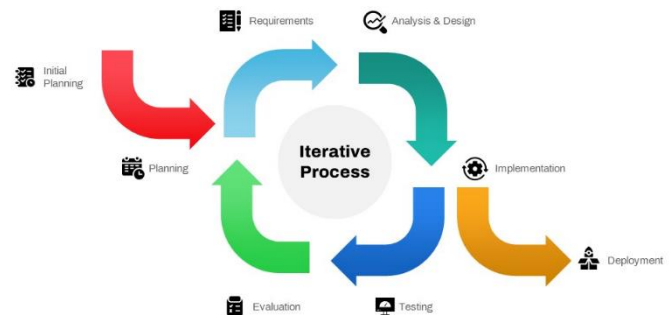 Requirements
Analysis & Design
Initial
Planning
Iterative
Process
Planning
Implementation
Deployment
Evaluation
Testing